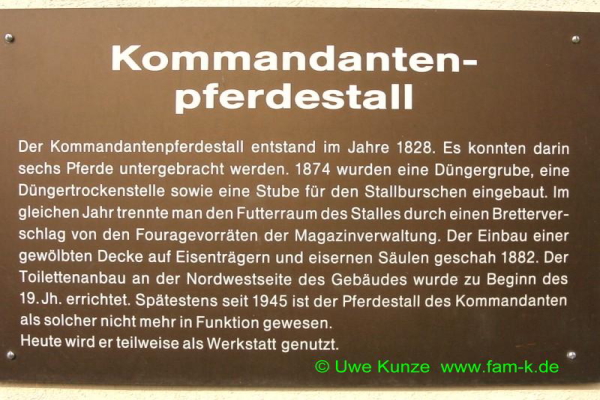 Kommandanten-
pferdestall
Der Kommandantenpferdestall entstand im Jahre 1828. Es konnten darin
sechs Pferde untergebracht werden. 1874 wurden eine Düngergrube, eine
Düngertrockenstelle sowie eine Stube für den Stallburschen eingebaut. Im
gleichen Jahr trennte man den Futterraum des Stalles durch einen Bretterver-
schlag von den Fouragevorräten der Magazinverwaltung. Der Einbau einer
gewölbten Decke auf Eisenträgern und eisernen Säulen geschah 1882. Der
Toilettenanbau an der Nordwestseite des Gebäudes wurde zu Beginn des
19. Jh. errichtet. Spätestens seit 1945 ist der Pferdestall des Kommandanten
als solcher nicht mehr in Funktion gewesen.
Heute wird er teilweise als Werkstatt genutzt.
© Uwe Kunze www.fam-k.de